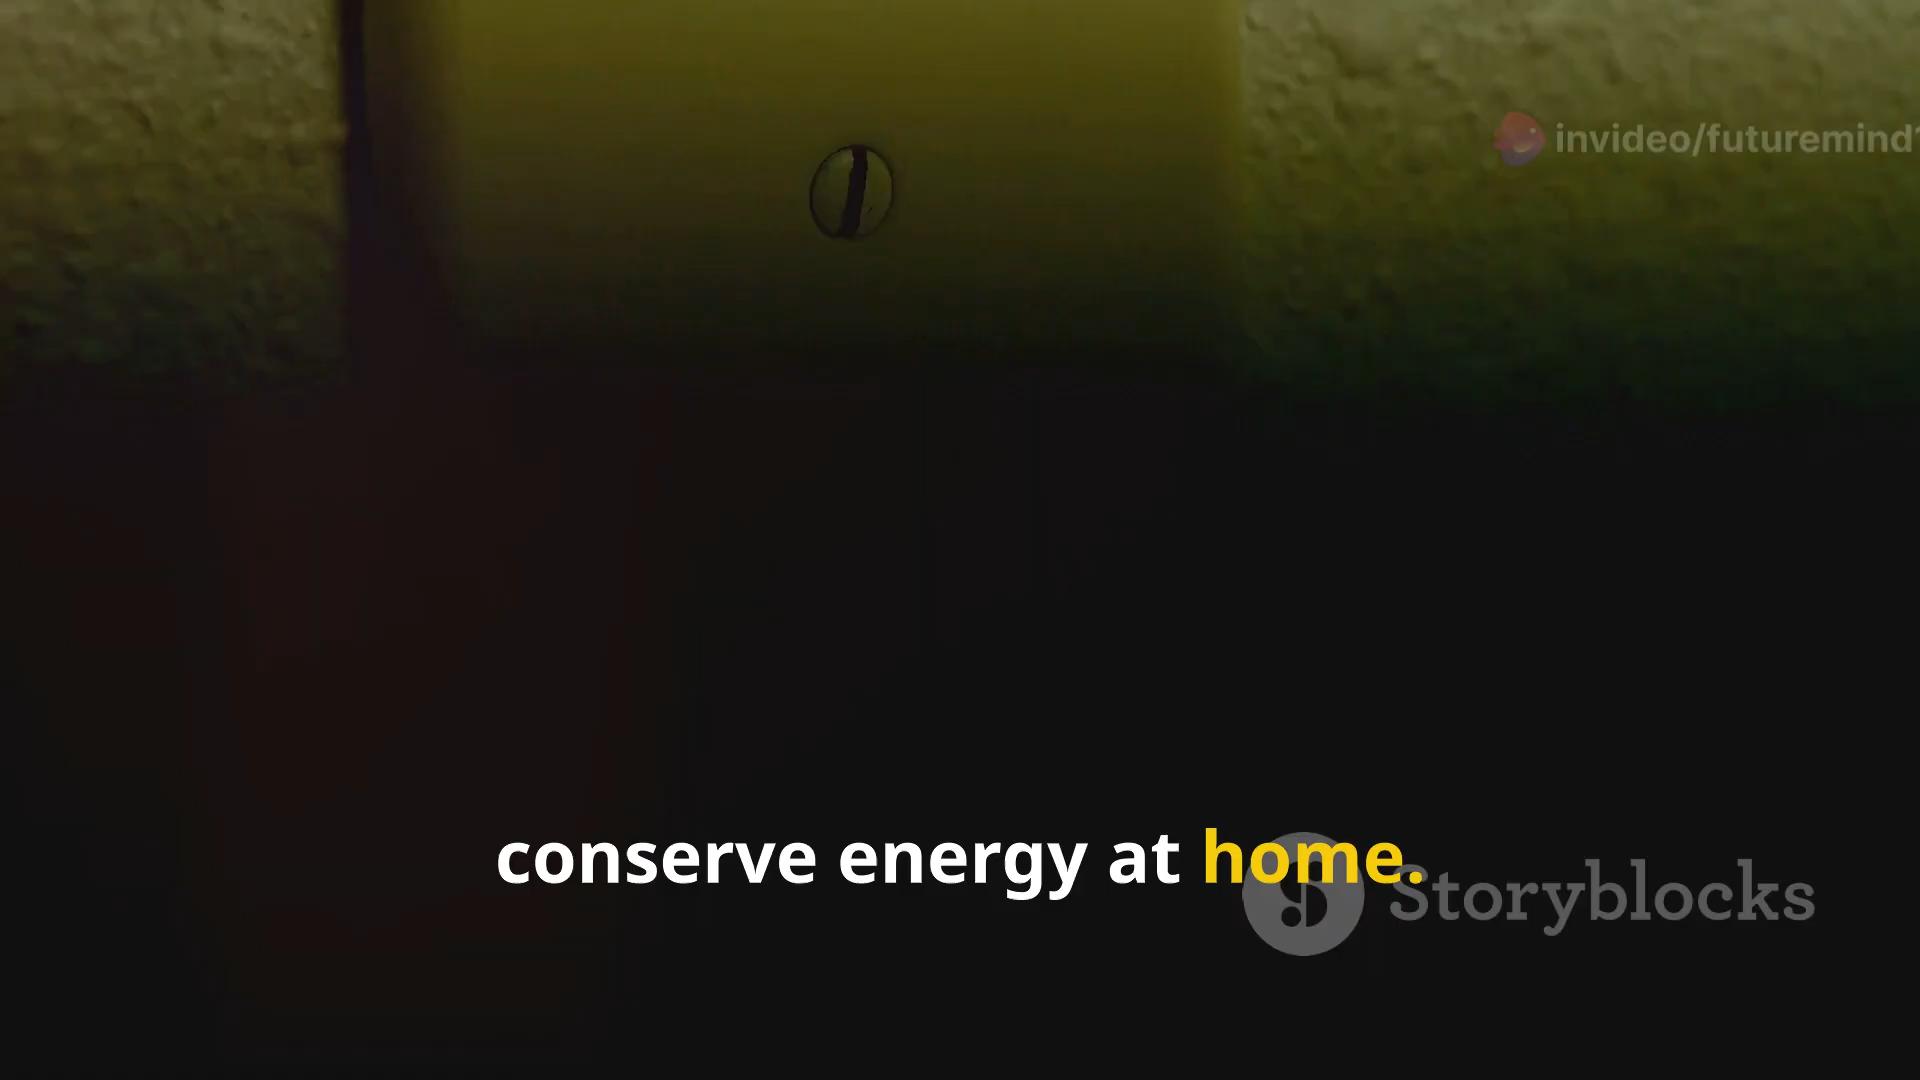 invideo/futuremind
conserve energy at home.
Storyblocks